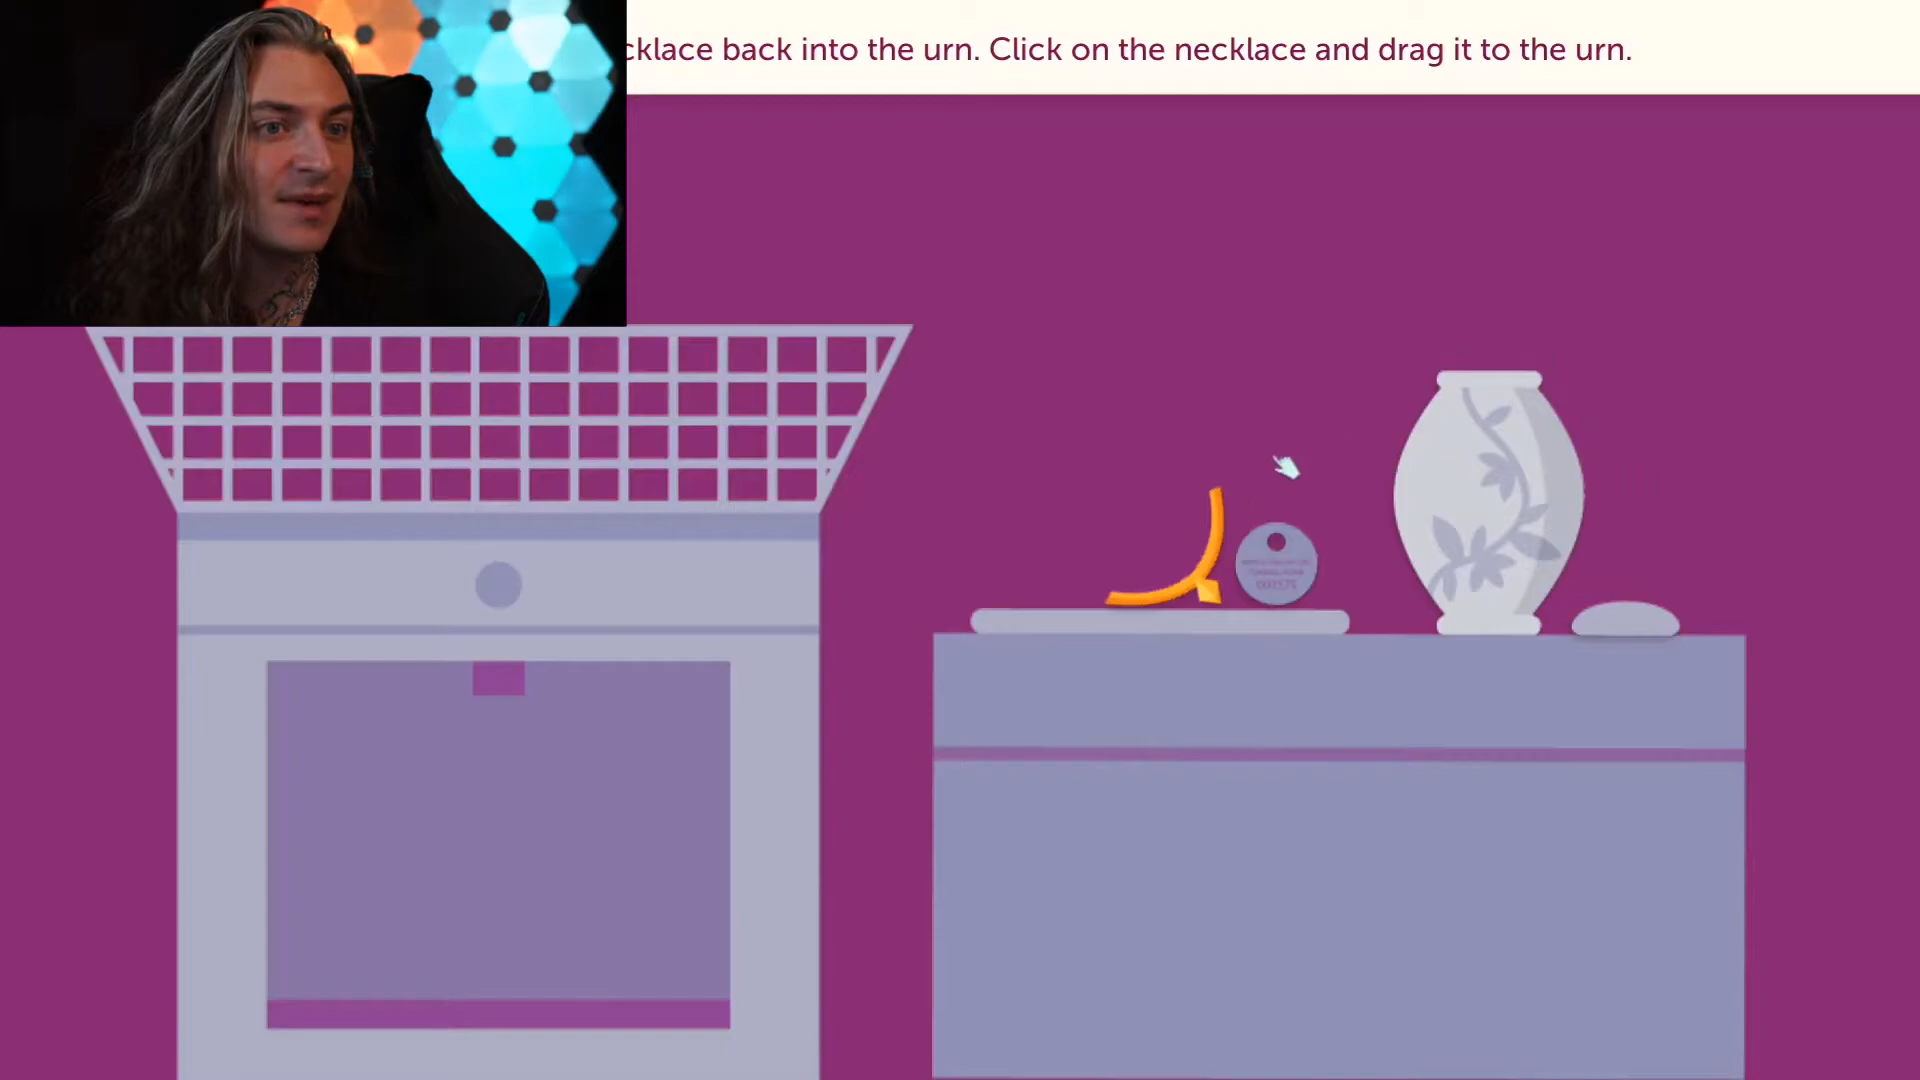 cklace back into the urn. Click on the necklace and drag it to the urn.